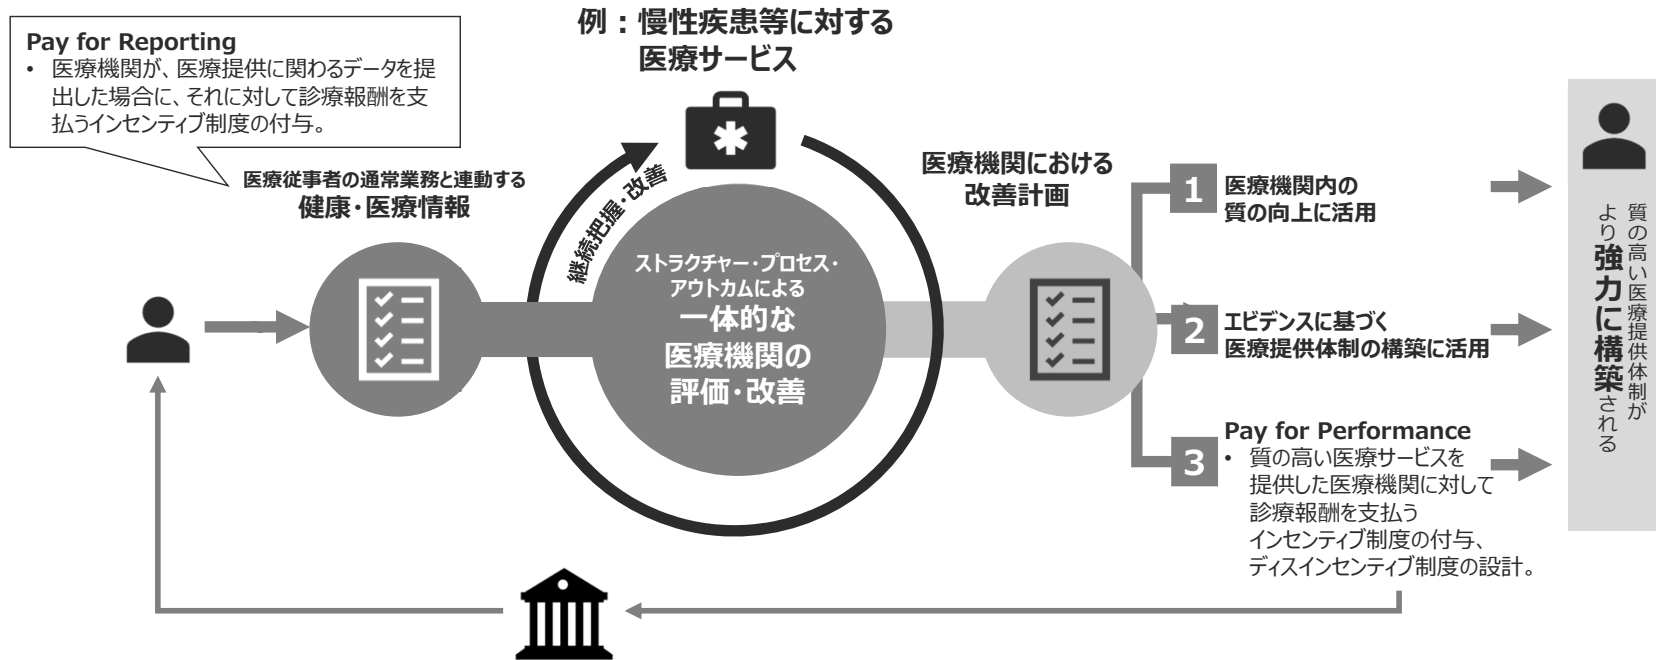 Pay for Reporting
• 医療機関が、医療提供に関わるデータを提
出した場合に、それに対して診療報酬を支
払うインセンティブ制度の付与。
例：慢性疾患等に対する
医療サービス
医療従事者の通常業務と連動する
健康・医療情報
継続把握・改善
ストラクチャー・プロセス・
アウトカムによる
一体的な
医療機関の
評価・改善
医療機関における
改善計画
1
医療機関内の
質の向上に活用
2
エビデンスに基づく
医療提供体制の構築に活用
3
Pay for Performance
• 質の高い医療サービスを
提供した医療機関に対して
診療報酬を支払う
インセンティブ制度の付与、
ディスインセンティブ制度の設計。
質の高い医療提供体制が
より強力に構築される